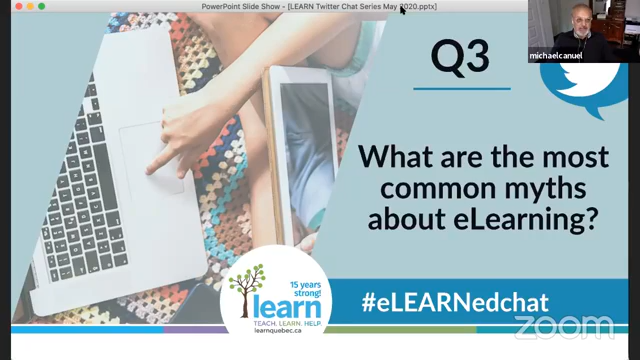 PowerPoint Slide Show - [LEARN Twitter Chat Series May 2020.pptx]
michaelcanuel
Q3
What are the most
common myths
about eLearning?
15 years
strong!
learn
TEACH. LEARN. HELP.
learnquebec.ca
#eLEARNedchat
zoom